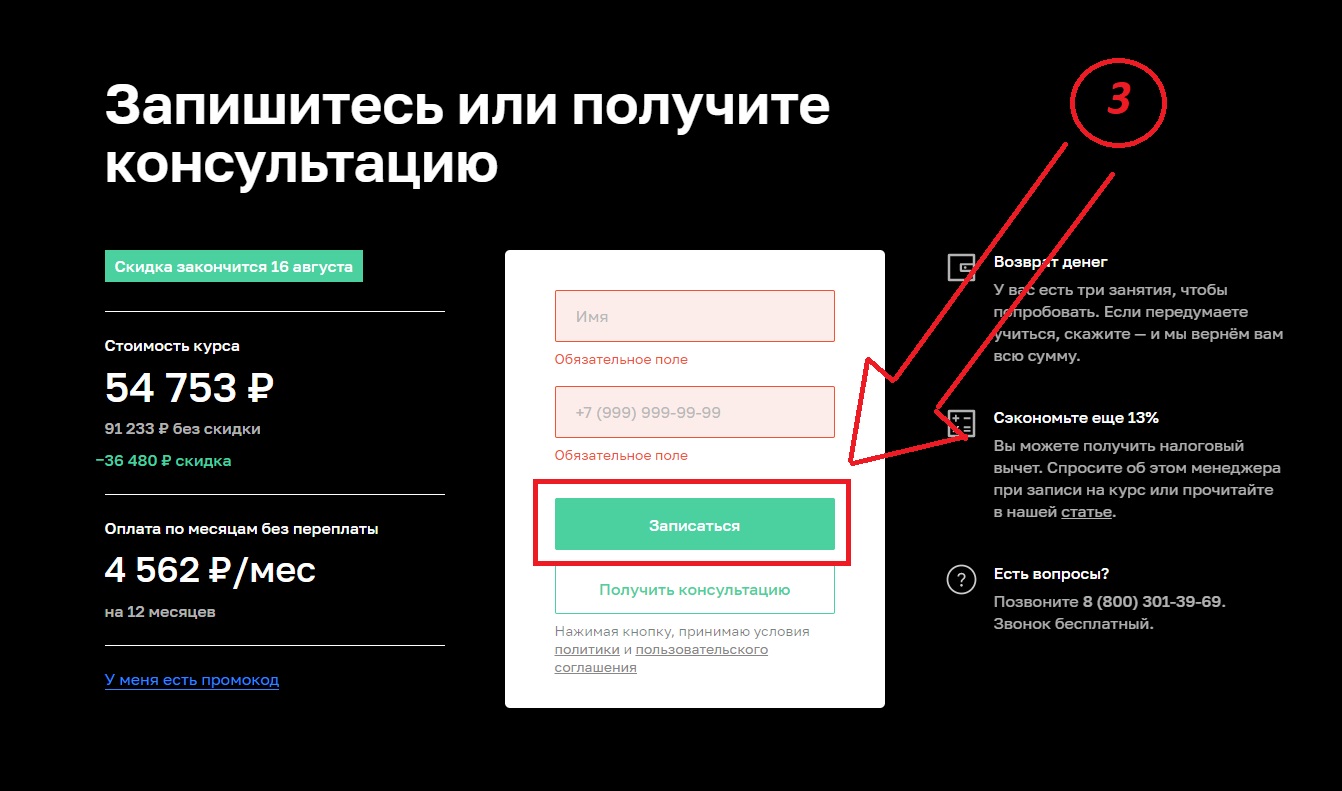 Запишитесь или получите
консультацию
3
Скидка закончится 16 августа
Стоимость курса
54 753 ₽
91 233 ₽ без скидки
−36 480 ₽ скидка
Оплата по месяцам без переплаты
4 562 ₽/мес
на 12 месяцев
У меня есть промокод
Имя
Обязательное поле
+7 (999) 999-99-99
Обязательное поле
Записаться
Получить консультацию
Нажимая кнопку, принимаю условия
политики и пользовательского
соглашения
Возврат денег
У вас есть три занятия, чтобы
попробовать. Если передумаете
учиться, скажите — и мы вернём вам
всю сумму.
Сэкономьте еще 13%
Вы можете получить налоговый
вычет. Спросите об этом менеджера
при записи на курс или прочитайте
в нашей статье.
Есть вопросы?
Позвоните 8 (800) 301-39-69.
Звонок бесплатный.